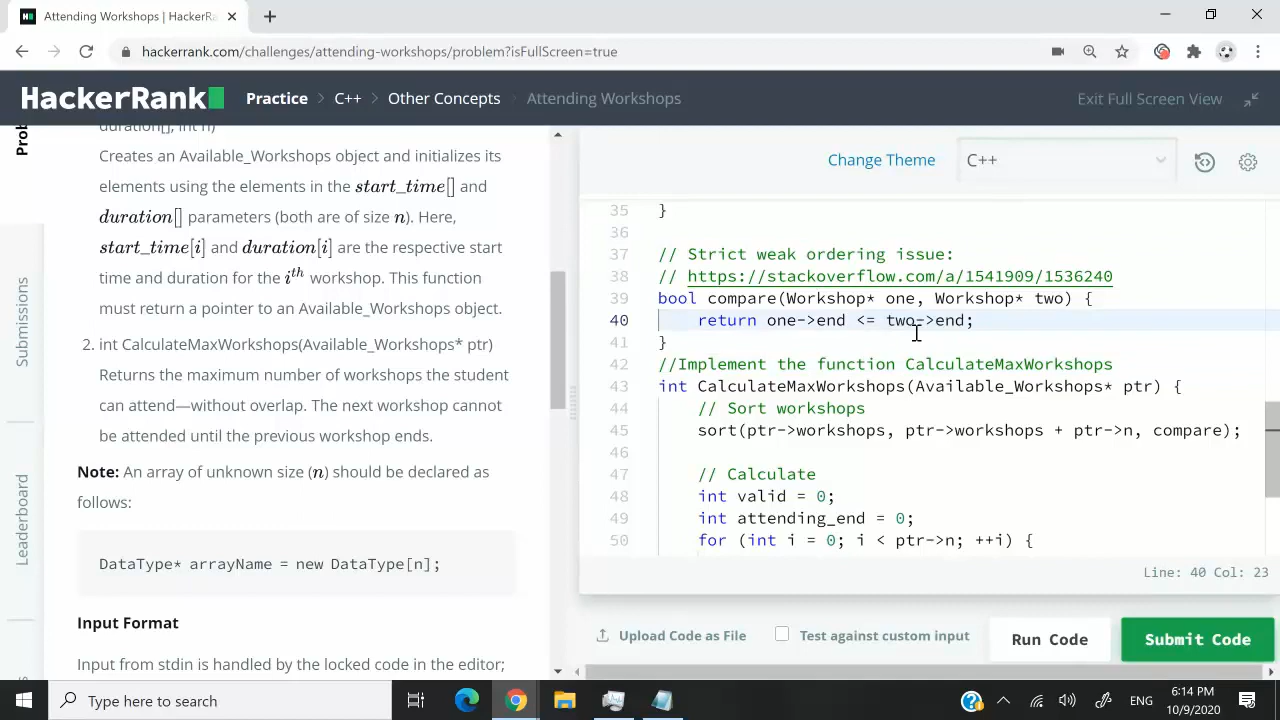 Attending Workshops | HackerRa
hackerrank.com/challenges/attending-workshops/problem?isFullScreen=true
HackerRank Practice > C++ > Other Concepts > Attending Workshops Exit Full Screen View
Change Theme C++
Submissions
Leaderboard
duration[], int n)
Creates an Available_Workshops object and initializes its
elements using the elements in the start_time[] and
duration[] parameters (both are of size n). Here,
start_time[i] and duration[i] are the respective start
time and duration for the ith workshop. This function
must return a pointer to an Available_Workshops object.
2. int CalculateMaxWorkshops(Available_Workshops* ptr)
Returns the maximum number of workshops the student
can attend—without overlap. The next workshop cannot
be attended until the previous workshop ends.
Note: An array of unknown size (n) should be declared as
follows:
DataType* arrayName = new DataType[n];
Input Format
Input from stdin is handled by the locked code in the editor;
35 }
36
37 // Strict weak ordering issue:
38 // https://stackoverflow.com/a/1541909/1536240
39 bool compare(Workshop* one, Workshop* two) {
40 return one->end <= two->end;
41 }
42 //Implement the function CalculateMaxWorkshops
43 int CalculateMaxWorkshops(Available_Workshops* ptr) {
44 // Sort workshops
45 sort(ptr->workshops, ptr->workshops + ptr->n, compare);
46
47 // Calculate
48 int valid = 0;
49 int attending_end = 0;
50 for (int i = 0; i < ptr->n; ++i) {
Line: 40 Col: 23
Upload Code as File Test against custom input Run Code Submit Code
Type here to search
ENG
6:14 PM
10/9/2020